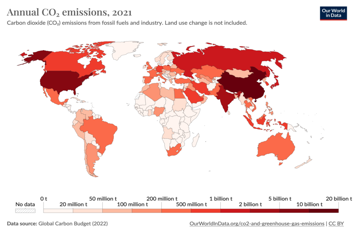 Annual CO₂ emissions, 2021
Carbon dioxide (CO₂) emissions from fossil fuels and industry. Land use change is not included.
Our World
in Data
No data
0 t
50 million t
200 million t
1 billion t
5 billion t
20 billion t
20 million t
100 million t
500 million t
2 billion t
10 billion t
Data source: Global Carbon Budget (2022)
OurWorldInData.org/co2-and-greenhouse-gas-emissions | CC BY